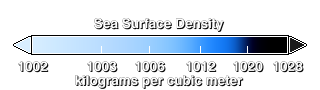 Sea Surface Density
1002 1003 1006 1012 1020 1028
kilograms per cubic meter